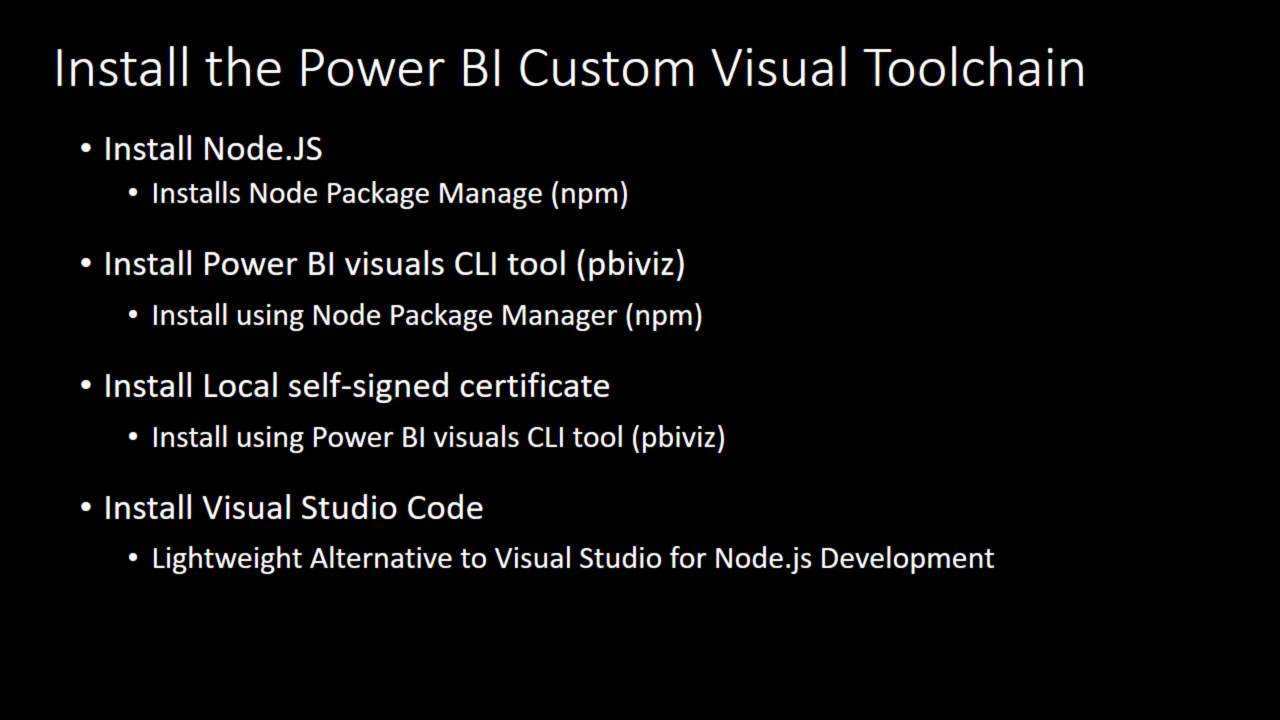 Install the Power BI Custom Visual Toolchain
• Install Node.JS
• Installs Node Package Manage (npm)
• Install Power BI visuals CLI tool (pbiviz)
• Install using Node Package Manager (npm)
• Install Local self-signed certificate
• Install using Power BI visuals CLI tool (pbiviz)
• Install Visual Studio Code
• Lightweight Alternative to Visual Studio for Node.js Development